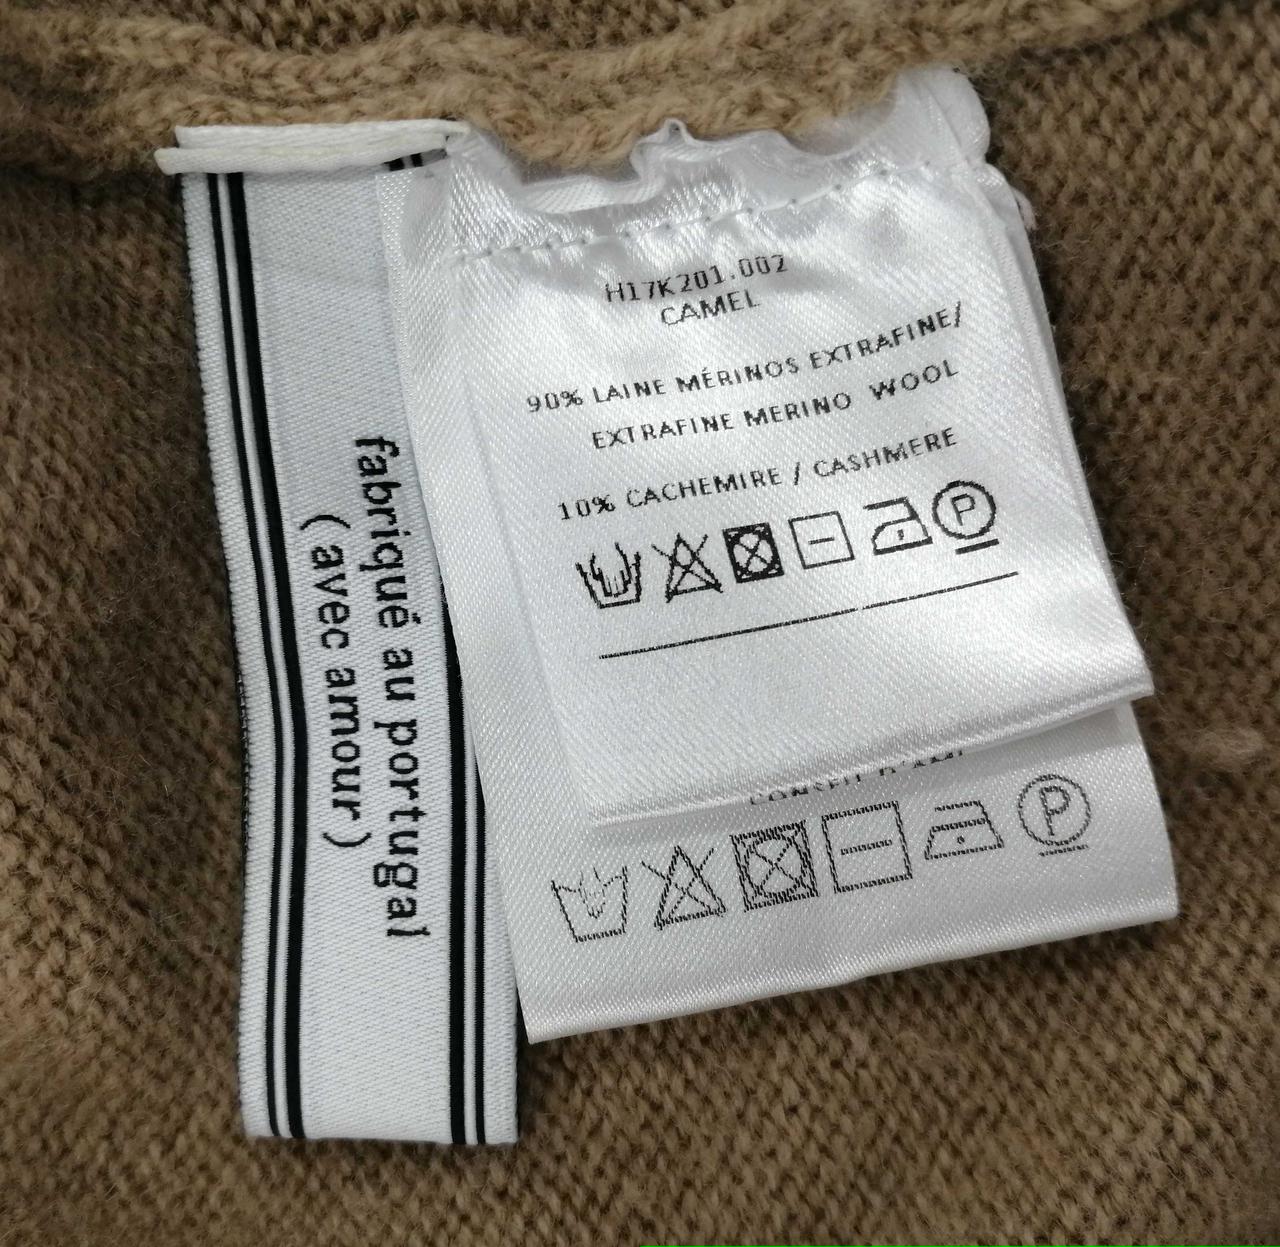 fabriqué au portugal
( avec amour )
H17K201.002
CAMEL
90% LAINE MÉRINOS EXTRAFINE/
EXTRAFINE MERINO WOOL
10% CACHEMIRE / CASHMERE
P
P